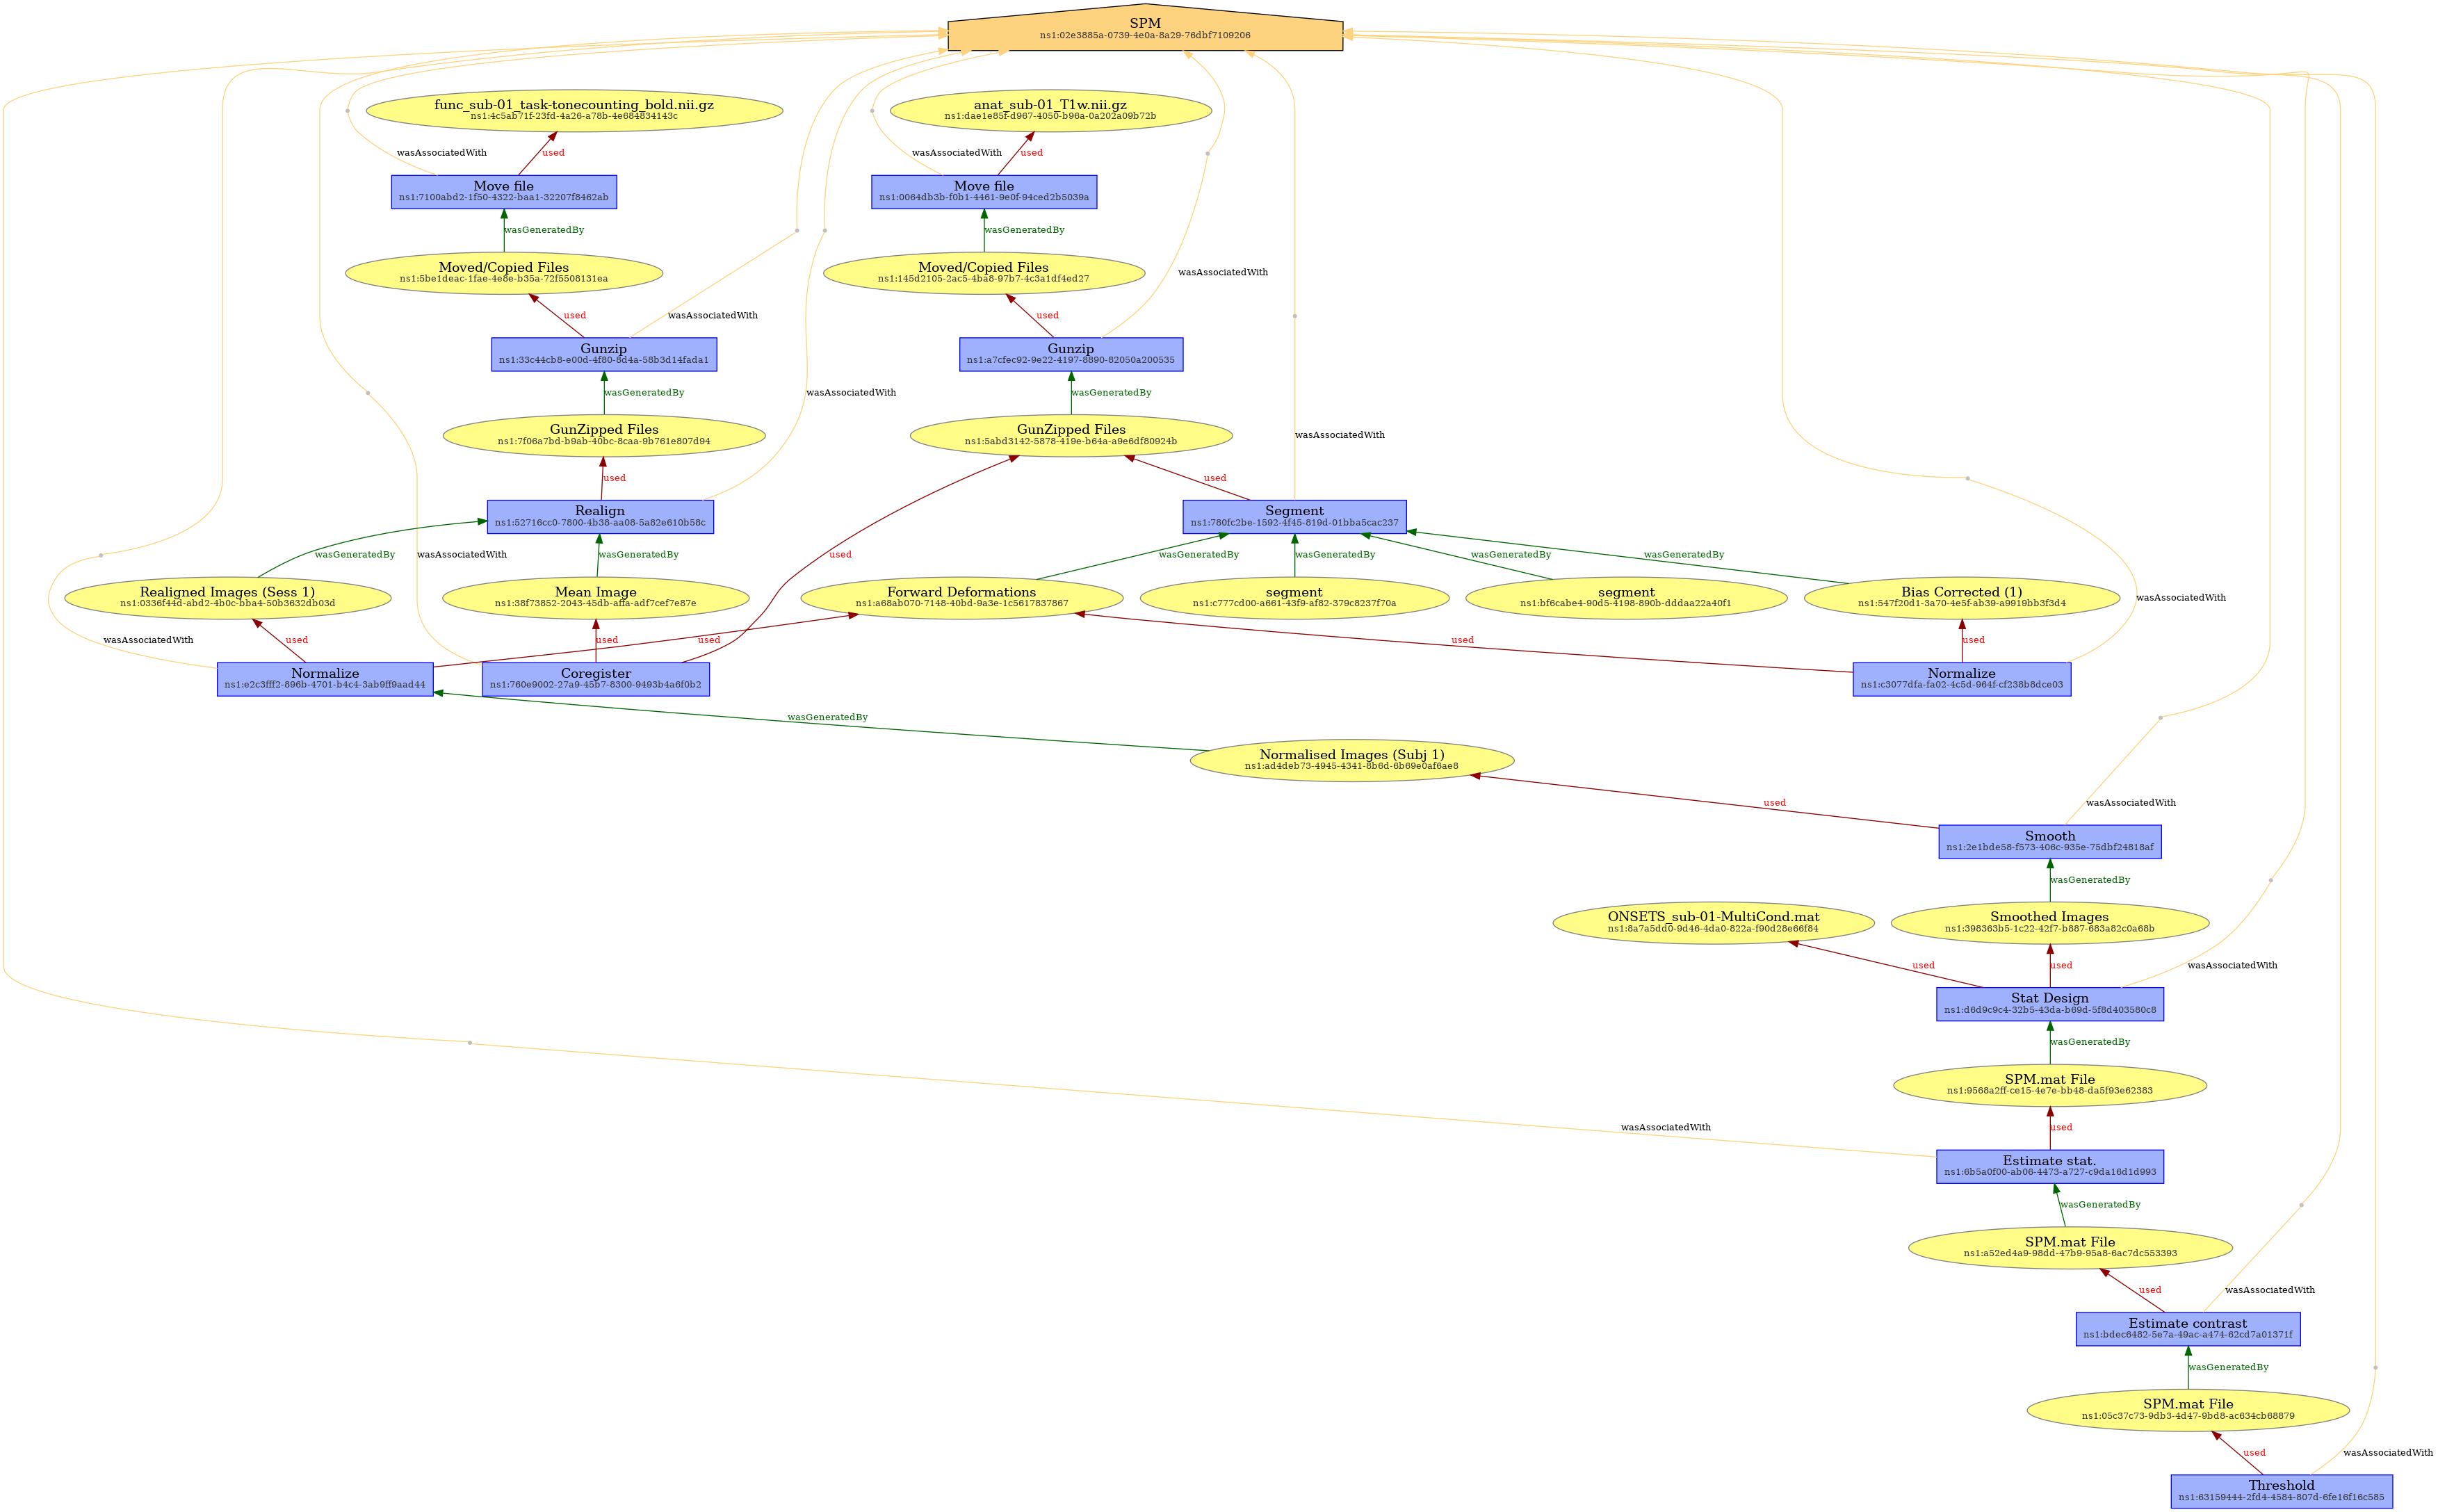 SPM
ns1:02e3885a-0739-4e0a-8a29-76dbf7109206
func_sub-01_task-tonecounting_bold.nii.gz
ns1:4c5ab71f-23fd-4a26-a78b-4e684834143c
anat_sub-01_T1w.nii.gz
ns1:dae1e85f-d967-4050-b96a-0a202a09b72b
wasAssociatedWith
used
wasAssociatedWith
used
Move file
ns1:7100abd2-1f50-4322-baa1-32207f8462ab
Move file
ns1:0064db3b-f0b1-4461-9e0f-94ced2b5039a
wasGeneratedBy
wasGeneratedBy
Moved/Copied Files
ns1:5be1deac-1fae-4e8e-b35a-72f5508131ea
Moved/Copied Files
ns1:145d2105-2ac5-4ba8-97b7-4c3a1df4ed27
wasAssociatedWith
used
wasAssociatedWith
used
Gunzip
ns1:33c44cb8-e00d-4f80-8d4a-58b3d14fada1
Gunzip
ns1:a7cfec92-9e22-4197-8890-82050a200535
wasGeneratedBy
wasAssociatedWith
wasGeneratedBy
GunZipped Files
ns1:7f06a7bd-b9ab-40bc-8caa-9b761e807d94
GunZipped Files
ns1:5abd3142-5878-419e-b64a-a9e6df80924b
wasAssociatedWith
used
used
Realign
ns1:52716cc0-7800-4b38-aa08-5a82e610b58c
Segment
ns1:780fc2be-1592-4f45-819d-01bba5cac237
wasGeneratedBy
wasAssociatedWith
wasGeneratedBy
used
wasGeneratedBy
wasGeneratedBy
wasGeneratedBy
wasGeneratedBy
Realigned Images (Sess 1)
ns1:0336f44d-abd2-4b0c-bba4-50b3632db03d
Mean Image
ns1:38f73852-2043-45db-affa-adf7cef7e87e
Forward Deformations
ns1:a68ab070-7148-40bd-9a3e-1c5617837867
segment
ns1:c777cd00-a661-43f9-af82-379c8237f70a
segment
ns1:bf6cabe4-90d5-4198-890b-dddaa22a40f1
Bias Corrected (1)
ns1:547f20d1-3a70-4e5f-ab39-a9919bb3f3d4
wasAssociatedWith
wasAssociatedWith
used
used
used
used
used
Normalize
ns1:e2c3fff2-896b-4701-b4c4-3ab9ff9aad44
Coregister
ns1:760e9002-27a9-45b7-8300-9493b4a6f0b2
Normalize
ns1:c3077dfa-fa02-4c5d-964f-cf238b8dce03
wasGeneratedBy
Normalised Images (Subj 1)
ns1:ad4deb73-4945-4341-8b6d-6b69e0af6ae8
used
wasAssociatedWith
Smooth
ns1:2e1bde58-f573-406c-935e-75dbf24818af
wasGeneratedBy
ONSETS_sub-01-MultiCond.mat
ns1:8a7a5dd0-9d46-4da0-822a-f90d28e66f84
Smoothed Images
ns1:398363b5-1c22-42f7-b887-683a82c0a68b
used
used
wasAssociatedWith
Stat Design
ns1:d6d9c9c4-32b5-43da-b69d-5f8d403580c8
wasGeneratedBy
SPM.mat File
ns1:9568a2ff-ce15-4e7e-bb48-da5f93e62383
wasAssociatedWith
used
Estimate stat.
ns1:6b5a0f00-ab06-4473-a727-c9da16d1d993
wasGeneratedBy
SPM.mat File
ns1:a52ed4a9-98dd-47b9-95a8-6ac7dc553393
used
wasAssociatedWith
Estimate contrast
ns1:bdec6482-5e7a-49ac-a474-62cd7a01371f
wasGeneratedBy
SPM.mat File
ns1:05c37c73-9db3-4d47-9bd8-ac634cb68879
used
wasAssociatedWith
Threshold
ns1:63159444-2fd4-4584-807d-6fe16f16c585